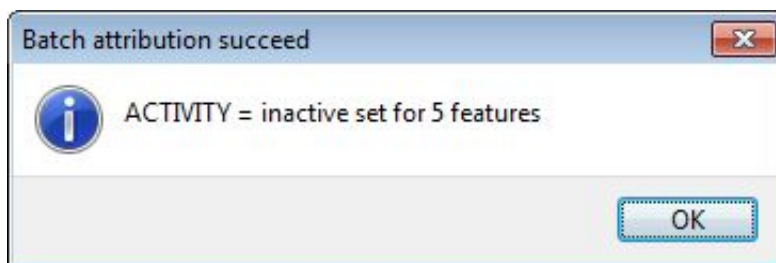 Batch attribution succeed
ACTIVITY = inactive set for 5 features
OK